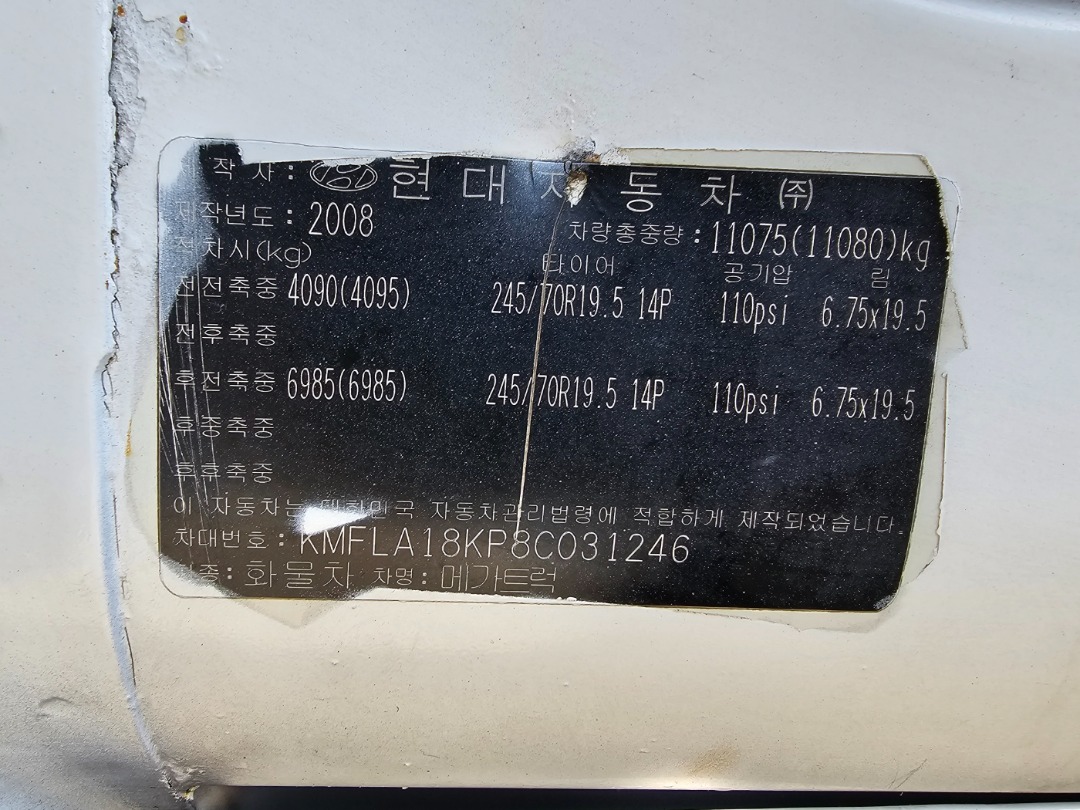 작 자 : 현 대 자 동 차 ㈜
제작년도 : 2008 차량총중량 : 11075(11080)kg
적차시(kg) 타이어 공기압 림
전전축중 4090(4095) 245/70R19.5 14P 110psi 6.75x19.5
전후축중
후전축중 6985(6985) 245/70R19.5 14P 110psi 6.75x19.5
후중축중
후후축중
이 자동차는 대한민국 자동차관리법령에 적합하게 제작되었습니다.
차대번호 : KMFLA18KP8C031246
차종 : 화물차 차명 : 메가트럭